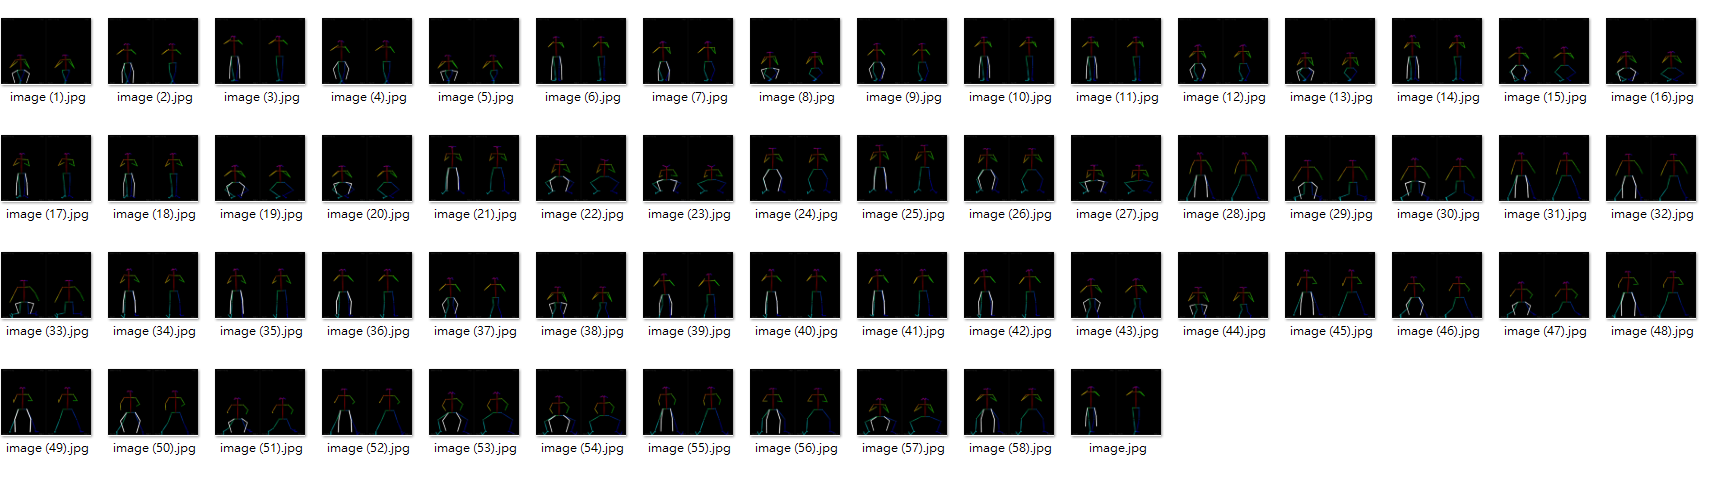 image (1).jpg image (2).jpg image (3).jpg image (4).jpg image (5).jpg image (6).jpg image (7).jpg image (8).jpg image (9).jpg image (10).jpg image (11).jpg image (12).jpg image (13).jpg image (14).jpg image (15).jpg image (16).jpg
image (17).jpg image (18).jpg image (19).jpg image (20).jpg image (21).jpg image (22).jpg image (23).jpg image (24).jpg image (25).jpg image (26).jpg image (27).jpg image (28).jpg image (29).jpg image (30).jpg image (31).jpg image (32).jpg
image (33).jpg image (34).jpg image (35).jpg image (36).jpg image (37).jpg image (38).jpg image (39).jpg image (40).jpg image (41).jpg image (42).jpg image (43).jpg image (44).jpg image (45).jpg image (46).jpg image (47).jpg image (48).jpg
image (49).jpg image (50).jpg image (51).jpg image (52).jpg image (53).jpg image (54).jpg image (55).jpg image (56).jpg image (57).jpg image (58).jpg image.jpg